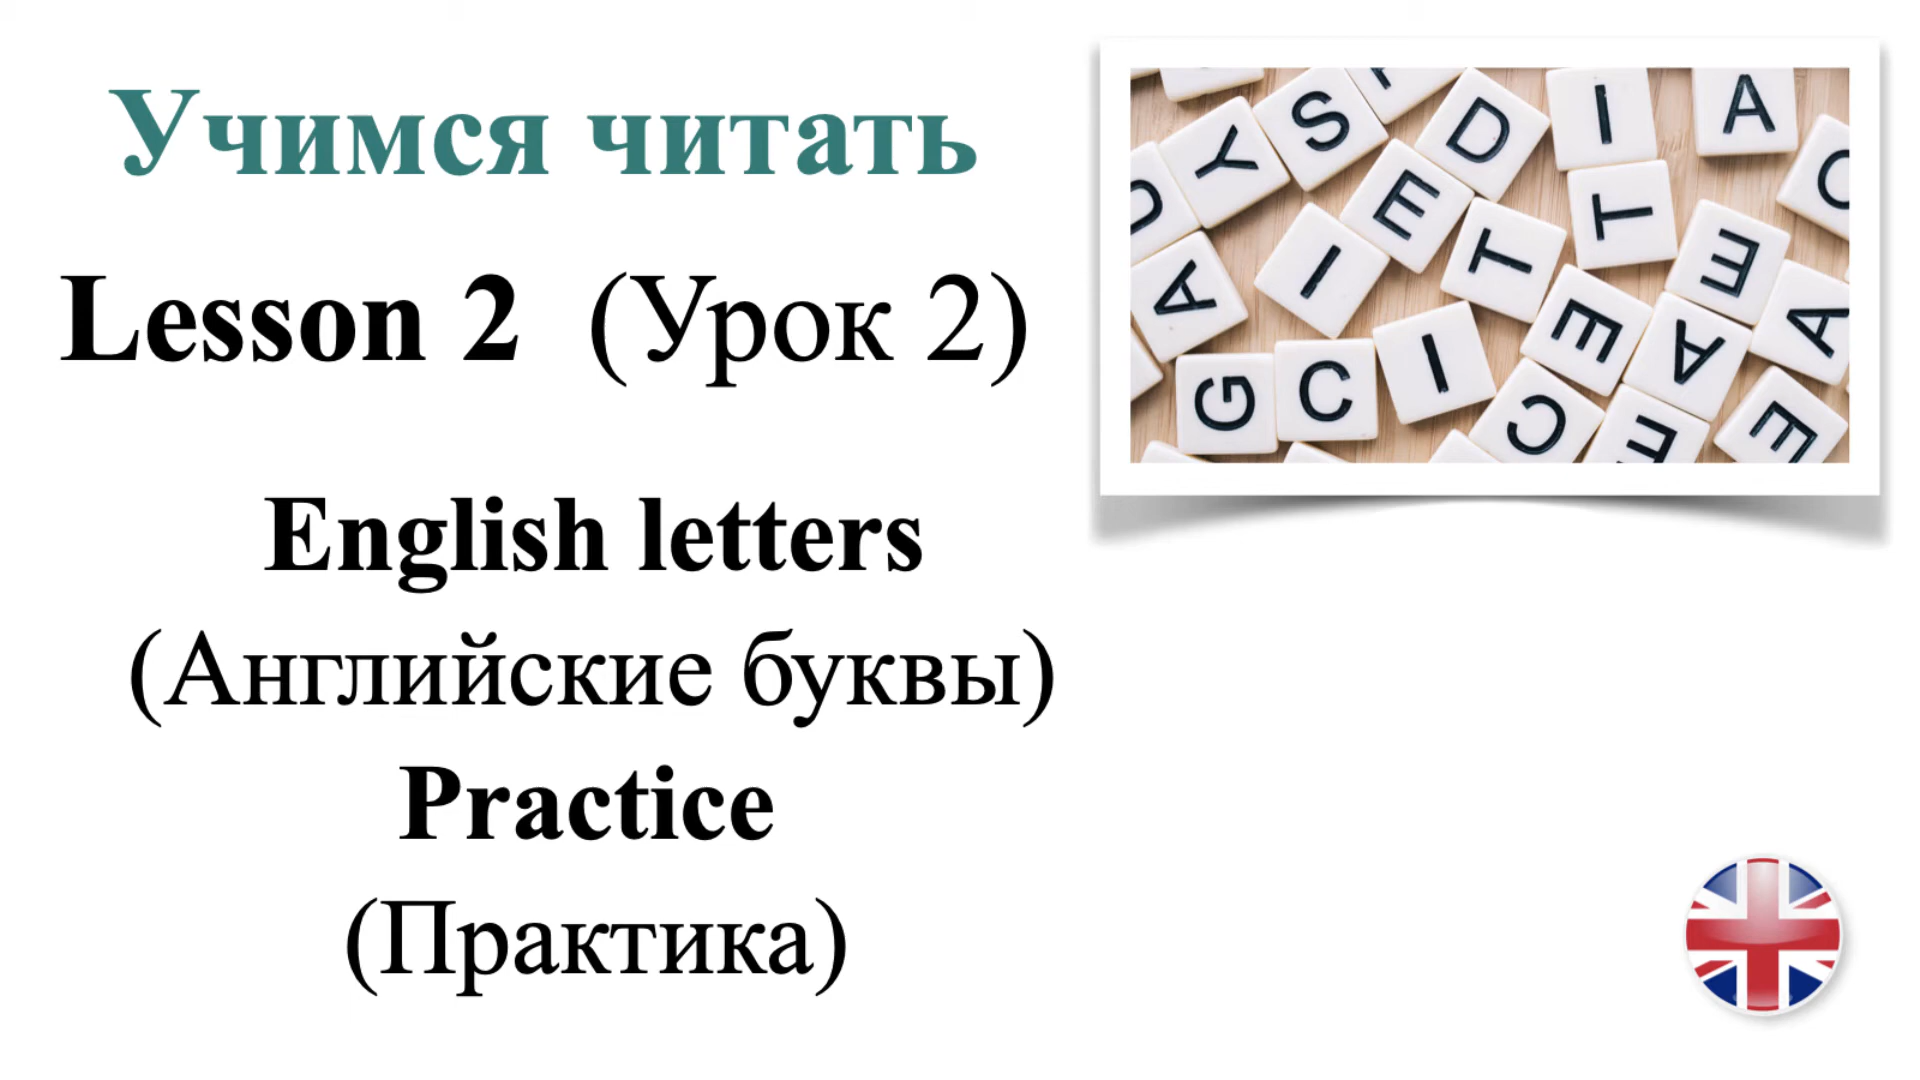 Учимся читать
Lesson 2 (Урок 2)
English letters
(Английские буквы)
Practice
(Практика)
Y S D I A
E T
A I T E
G C I E A A
C E E